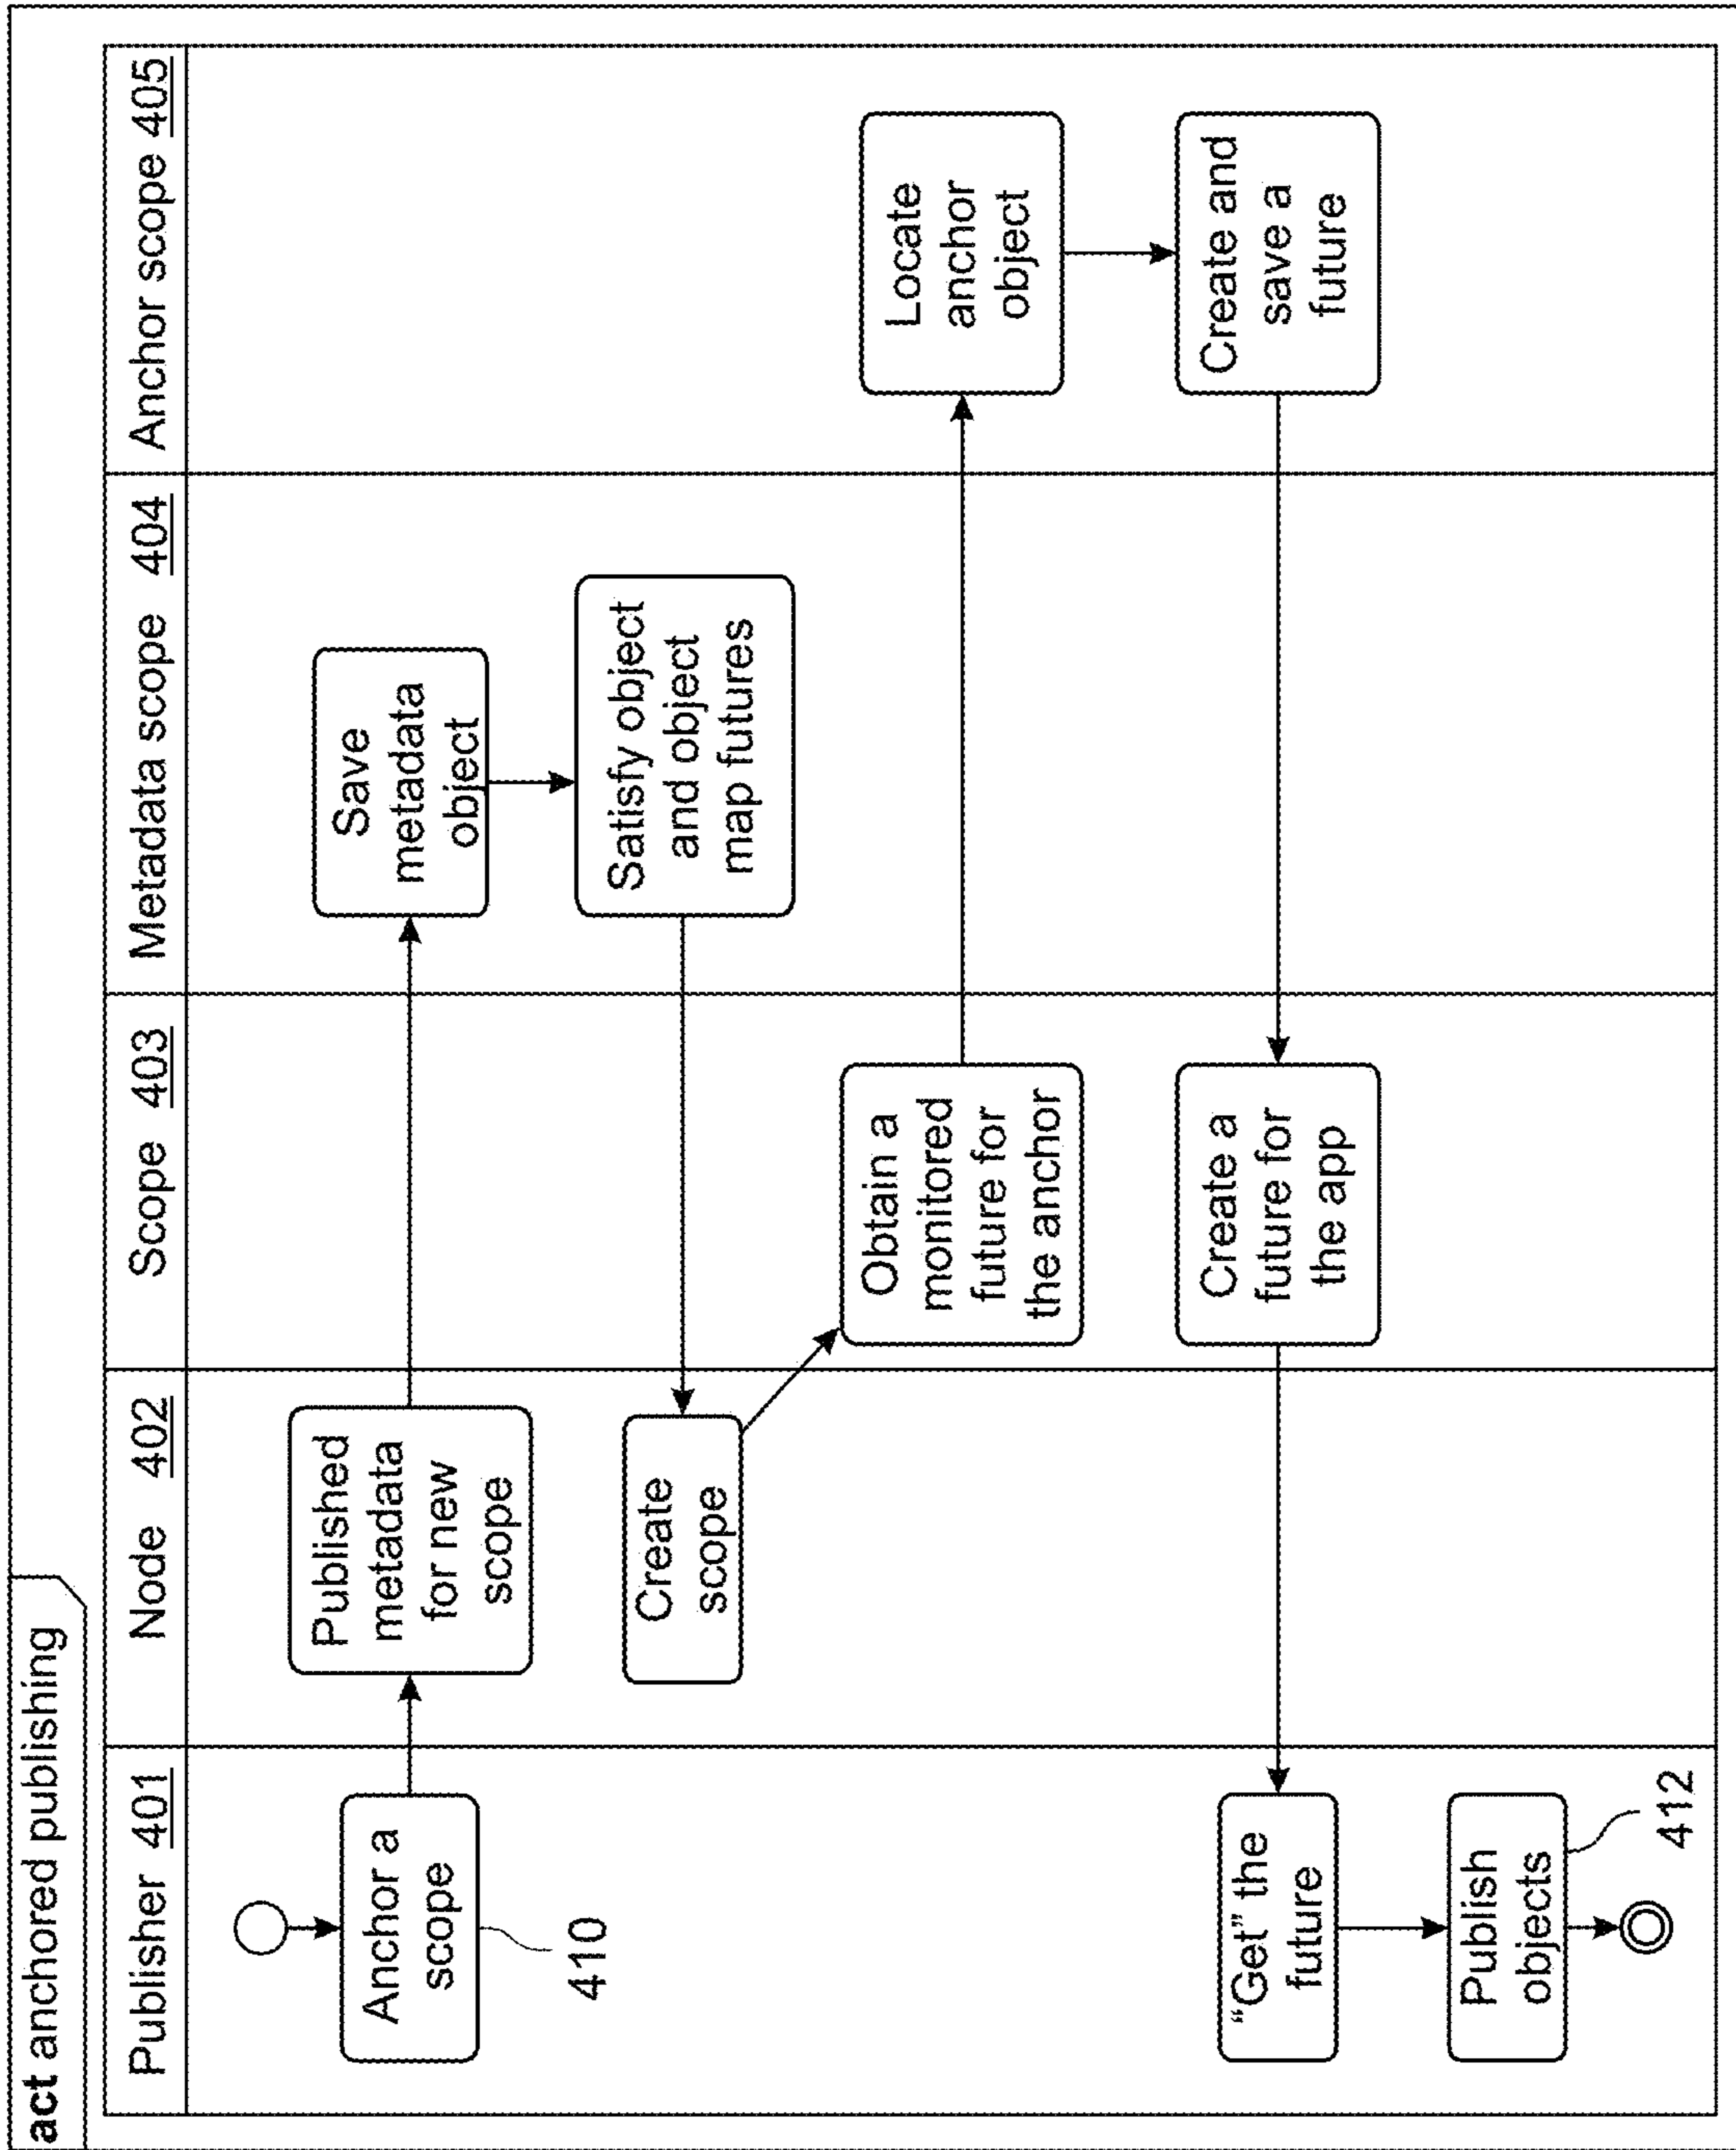 act anchored publishing
Publisher 401
Node 402
Scope 403
Metadata scope 404
Anchor scope 405
Anchor a
scope
410
Published
metadata
for new
scope
Save
metadata
object
Satisfy object
and object
map futures
Create
scope
Obtain a
monitored
future for
the anchor
Locate
anchor
object
Create and
save a
future
Create a
future for
the app
“Get” the
future
Publish
objects
412